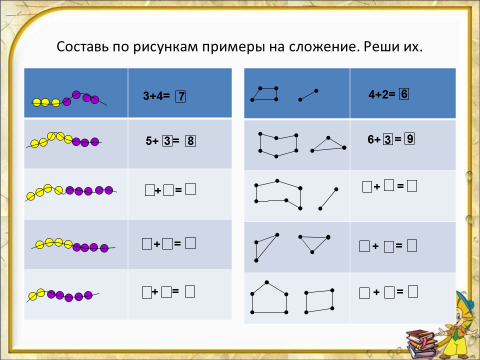 Составь по рисункам примеры на сложение. Реши их.
3+4= 7
4+2= 6
5+ 3 = 8
6+ 3 = 9
□+□=□
□+□=□
□+□=□
□+□=□
□+□=□
□+□=□